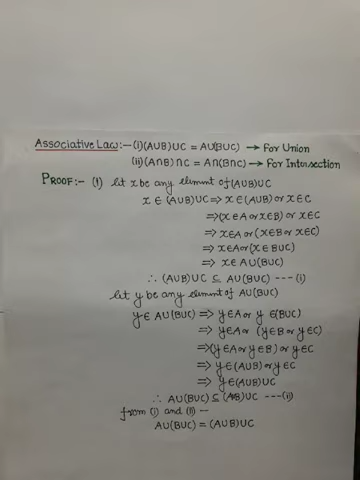 Associative Law:- (i) (A∪B)∪C = A∪(B∪C) → For Union
(ii) (A∩B)∩C = A∩(B∩C) → For Intersection
PROOF:- (i) let x be any element of (A∪B)∪C
x ∈ (A∪B)∪C ⇒ x ∈ (A∪B) or x ∈ C
⇒ (x ∈ A or x ∈ B) or x ∈ C
⇒ x ∈ A or (x ∈ B or x ∈ C)
⇒ x ∈ A or (x ∈ B∪C)
⇒ x ∈ A∪(B∪C)
∴ (A∪B)∪C ⊆ A∪(B∪C) ---(i)
let y be any element of A∪(B∪C)
y ∈ A∪(B∪C) ⇒ y ∈ A or y ∈ (B∪C)
⇒ y ∈ A or (y ∈ B or y ∈ C)
⇒ (y ∈ A or y ∈ B) or y ∈ C
⇒ y ∈ (A∪B) or y ∈ C
⇒ y ∈ (A∪B)∪C
∴ A∪(B∪C) ⊆ (A∪B)∪C ---(ii)
from (i) and (ii) -
A∪(B∪C) = (A∪B)∪C